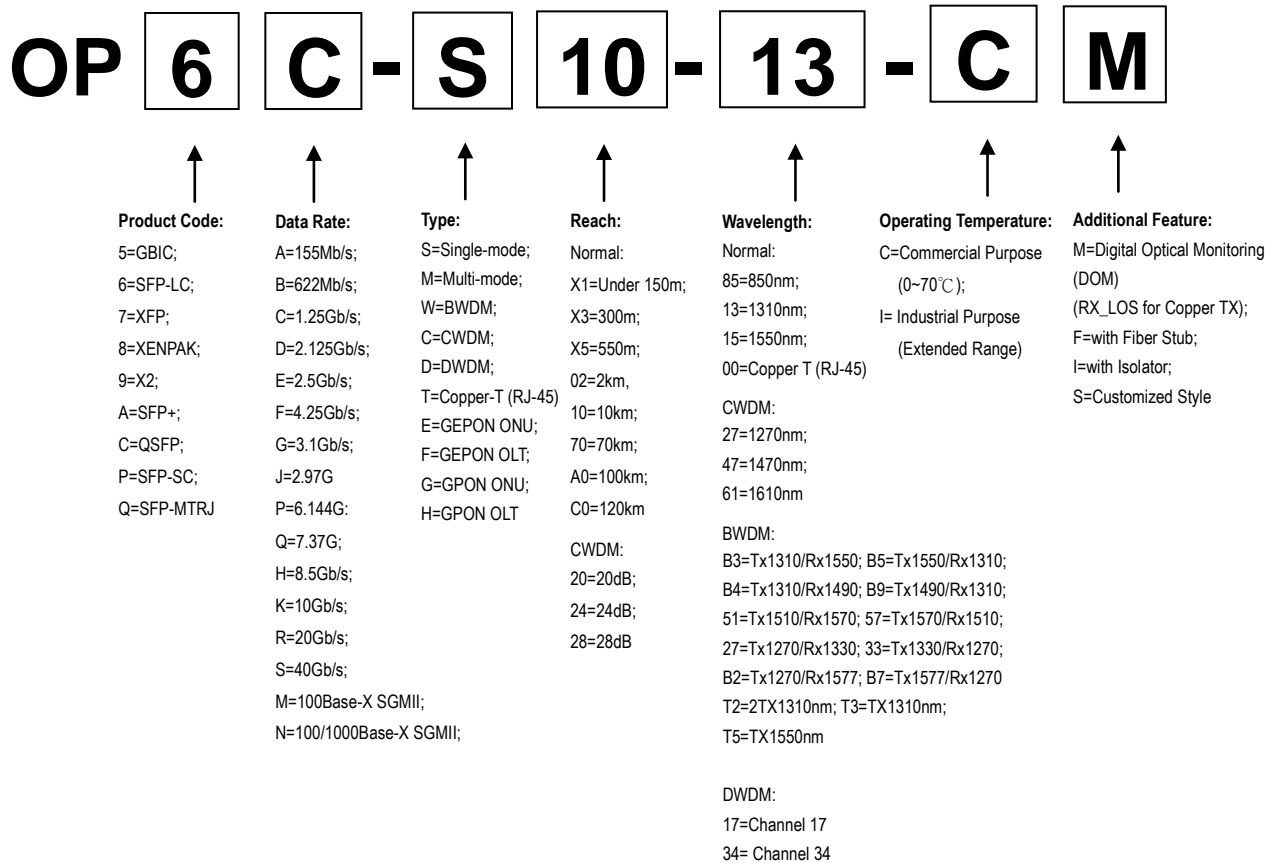 OP 6 C - S 10 - 13 - C M
Product Code:
5=GBIC;
6=SFP-LC;
7=XFP;
8=XENPAK;
9=X2;
A=SFP+;
C=QSFP;
P=SFP-SC;
Q=SFP-MTRJ
Data Rate:
A=155Mb/s;
B=622Mb/s;
C=1.25Gb/s;
D=2.125Gb/s;
E=2.5Gb/s;
F=4.25Gb/s;
G=3.1Gb/s;
J=2.97G
P=6.144G:
Q=7.37G;
H=8.5Gb/s;
K=10Gb/s;
R=20Gb/s;
S=40Gb/s;
M=100Base-X SGMII;
N=100/1000Base-X SGMII;
Type:
S=Single-mode;
M=Multi-mode;
W=BWDM;
C=CWDM;
D=DWDM;
T=Copper-T (RJ-45)
E=GEPON ONU;
F=GEPON OLT;
G=GPON ONU;
H=GPON OLT
Reach:
Normal:
X1=Under 150m;
X3=300m;
X5=550m;
02=2km,
10=10km;
70=70km;
A0=100km;
C0=120km
CWDM:
20=20dB;
24=24dB;
28=28dB
Wavelength:
Normal:
85=850nm;
13=1310nm;
15=1550nm;
00=Copper T (RJ-45)
CWDM:
27=1270nm;
47=1470nm;
61=1610nm
BWDM:
B3=Tx1310/Rx1550; B5=Tx1550/Rx1310;
B4=Tx1310/Rx1490; B9=Tx1490/Rx1310;
51=Tx1510/Rx1570; 57=Tx1570/Rx1510;
27=Tx1270/Rx1330; 33=Tx1330/Rx1270;
B2=Tx1270/Rx1577; B7=Tx1577/Rx1270
T2=2TX1310nm; T3=TX1310nm;
T5=TX1550nm
DWDM:
17=Channel 17
34= Channel 34
Operating Temperature:
C=Commercial Purpose
(0~70℃);
I= Industrial Purpose
(Extended Range)
Additional Feature:
M=Digital Optical Monitoring
(DOM)
(RX_LOS for Copper TX);
F=with Fiber Stub;
I=with Isolator;
S=Customized Style